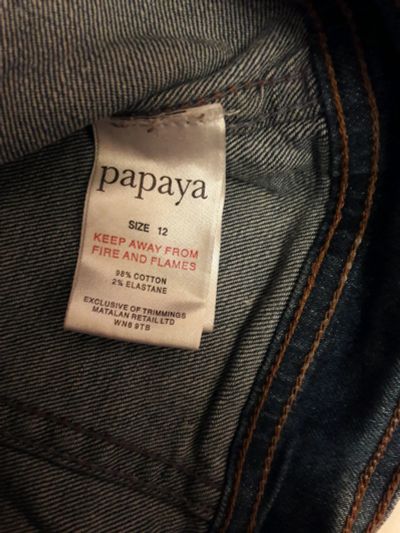 papaya
SIZE 12
KEEP AWAY FROM
FIRE AND FLAMES
98% COTTON
2% ELASTANE
EXCLUSIVE OF TRIMMINGS
MATALAN RETAIL LTD
WN8 9TB